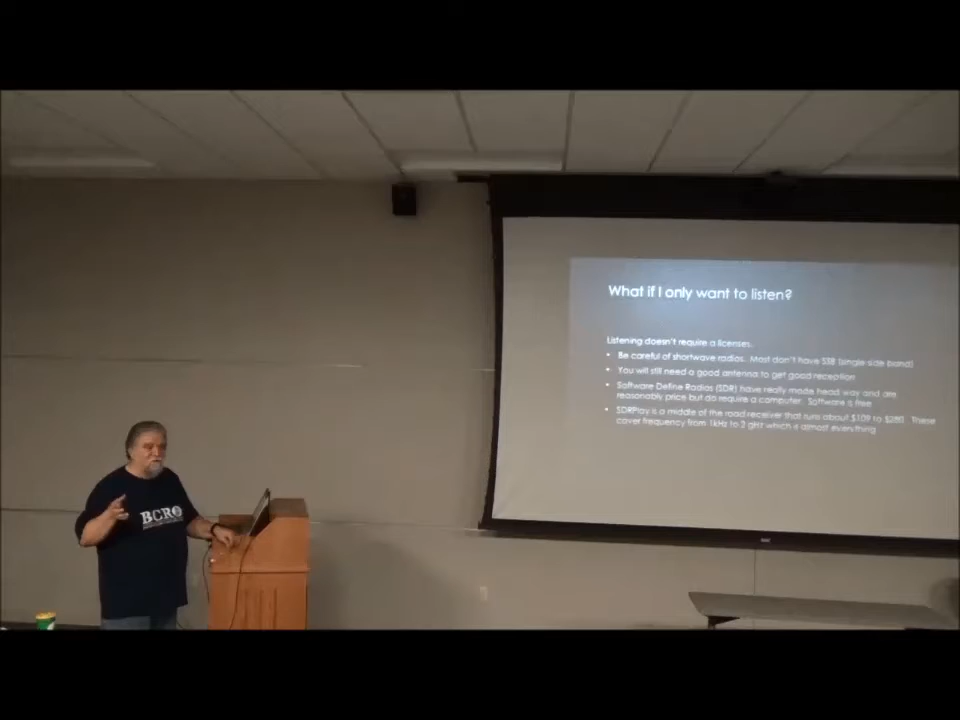 What if I only want to listen?
Listening doesn't require a licenses.
• Be careful of shortwave radios. Most don't have SSB (single side band)
• You will still need a good antenna to get good reception
• Software Define Radios (SDR) have really made head way and are
reasonably price but do require a computer. Software is free
• SDRPlay is a middle of the road receiver that runs about $109 to $280 These
cover frequency from 1kHz to 2 gHz which is almost everything
BCRO